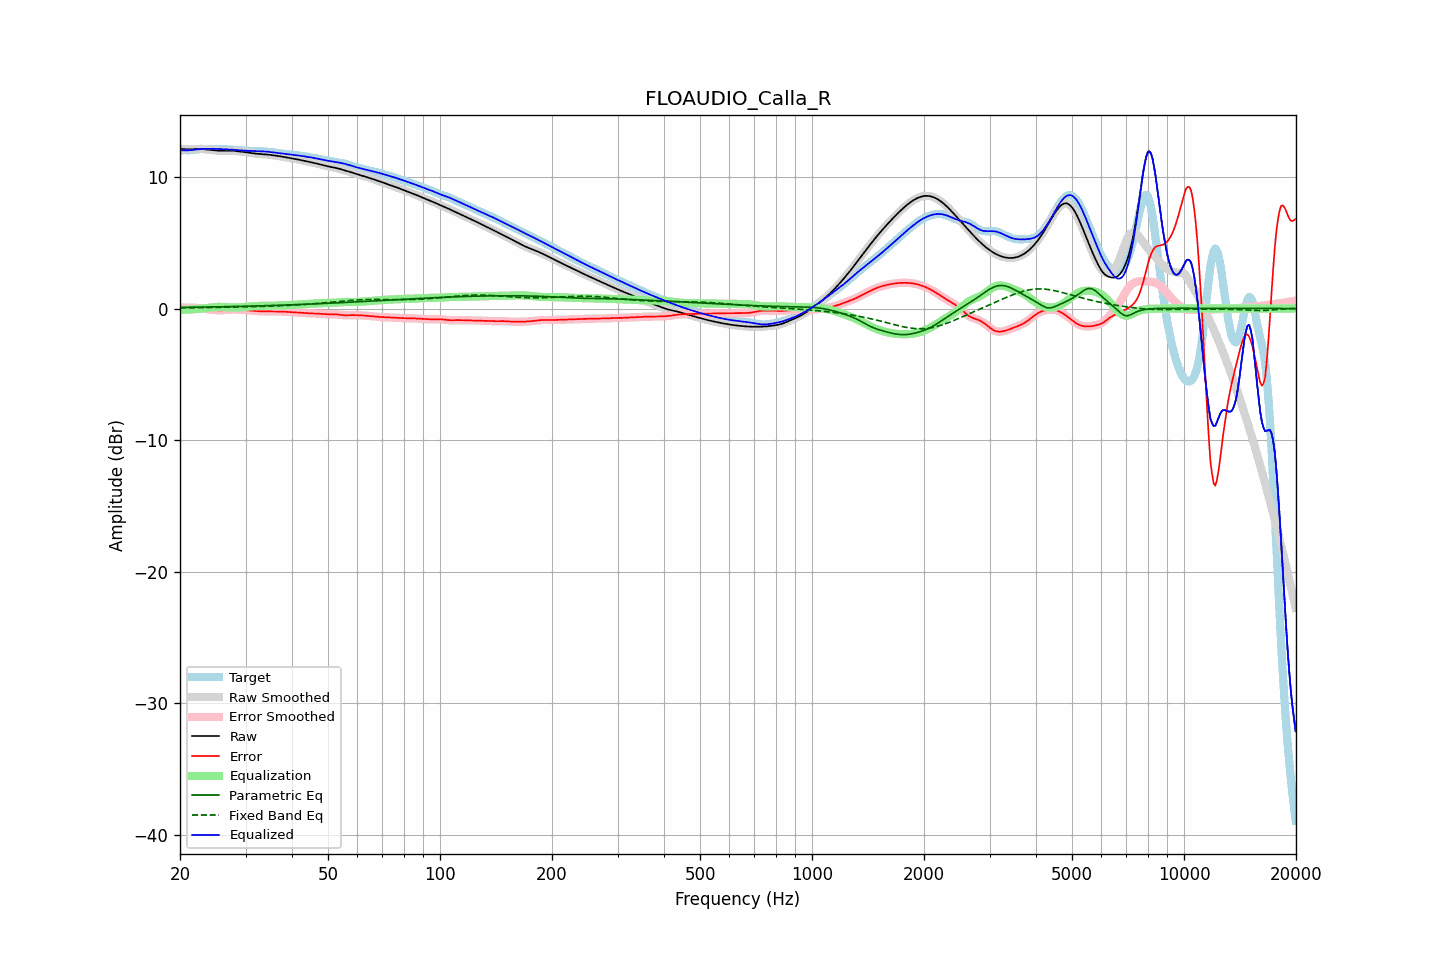 FLOAUDIO_Calla_R
10
0
−10
−20
−30
−40
Amplitude (dBr)
Target
Raw Smoothed
Error Smoothed
Raw
Error
Equalization
Parametric Eq
Fixed Band Eq
Equalized
20 50 100 200 500 1000 2000 5000 10000 20000
Frequency (Hz)